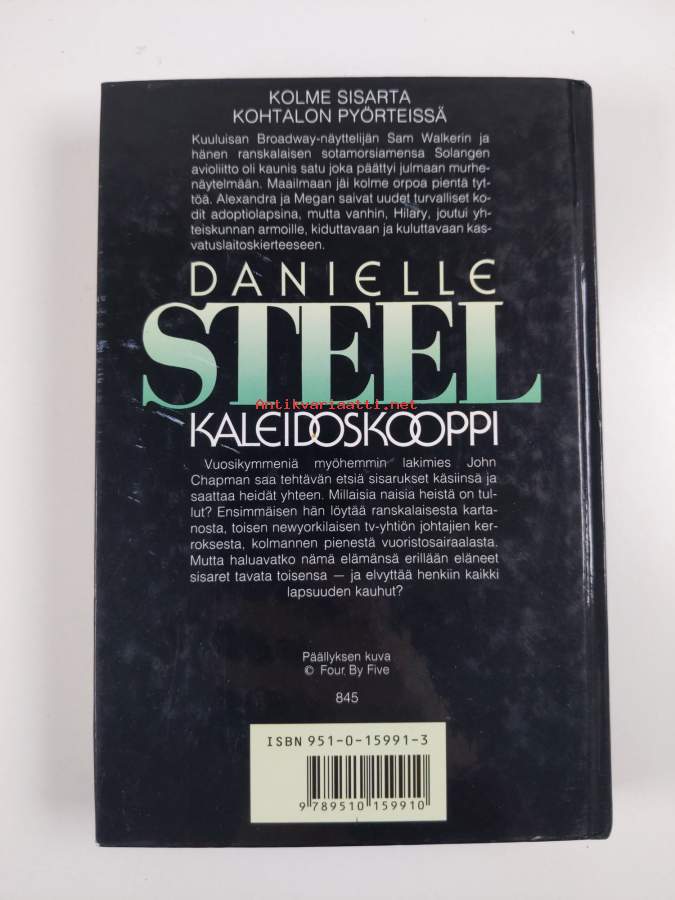 KOLME SISARTA
KOHTALON PYÖRTEISSÄ
Kuuluisan Broadway-näyttelijän Sam Walkerin ja
hänen ranskalaisen sotamorsiamensa Solangen
avioliitto oli kaunis satu joka päättyi julmaan murhe-
näytelmään. Maailmaan jäi kolme orpoa pientä tyt-
töä. Alexandra ja Megan saivat uudet turvalliset ko-
dit adoptiolapsina, mutta vanhin, Hilary, joutui yh-
teiskunnan armoille, kiduttavaan ja kuluttavaan kas-
vatuslaitoskierteeseen.
DANIELLE
STEEL
Antikvariaatti.net
KALEIDOSKOOPPI
Vuosikymmeniä myöhemmin lakimies John
Chapman saa tehtävän etsiä sisarukset käsiinsä ja
saattaa heidät yhteen. Millaisia naisia heistä on tul-
lut? Ensimmäisen hän löytää ranskalaisesta karta-
nosta, toisen newyorkilaisen tv-yhtiön johtajien ker-
roksesta, kolmannen pienestä vuoristosairaalasta.
Mutta haluavatko nämä elämänsä erillään eläneet
sisaret tavata toisensa — ja elvyttää henkiin kaikki
lapsuuden kauhut?
Päällyksen kuva
© Four By Five
845
ISBN 951-0-15991-3
9 789510 159910